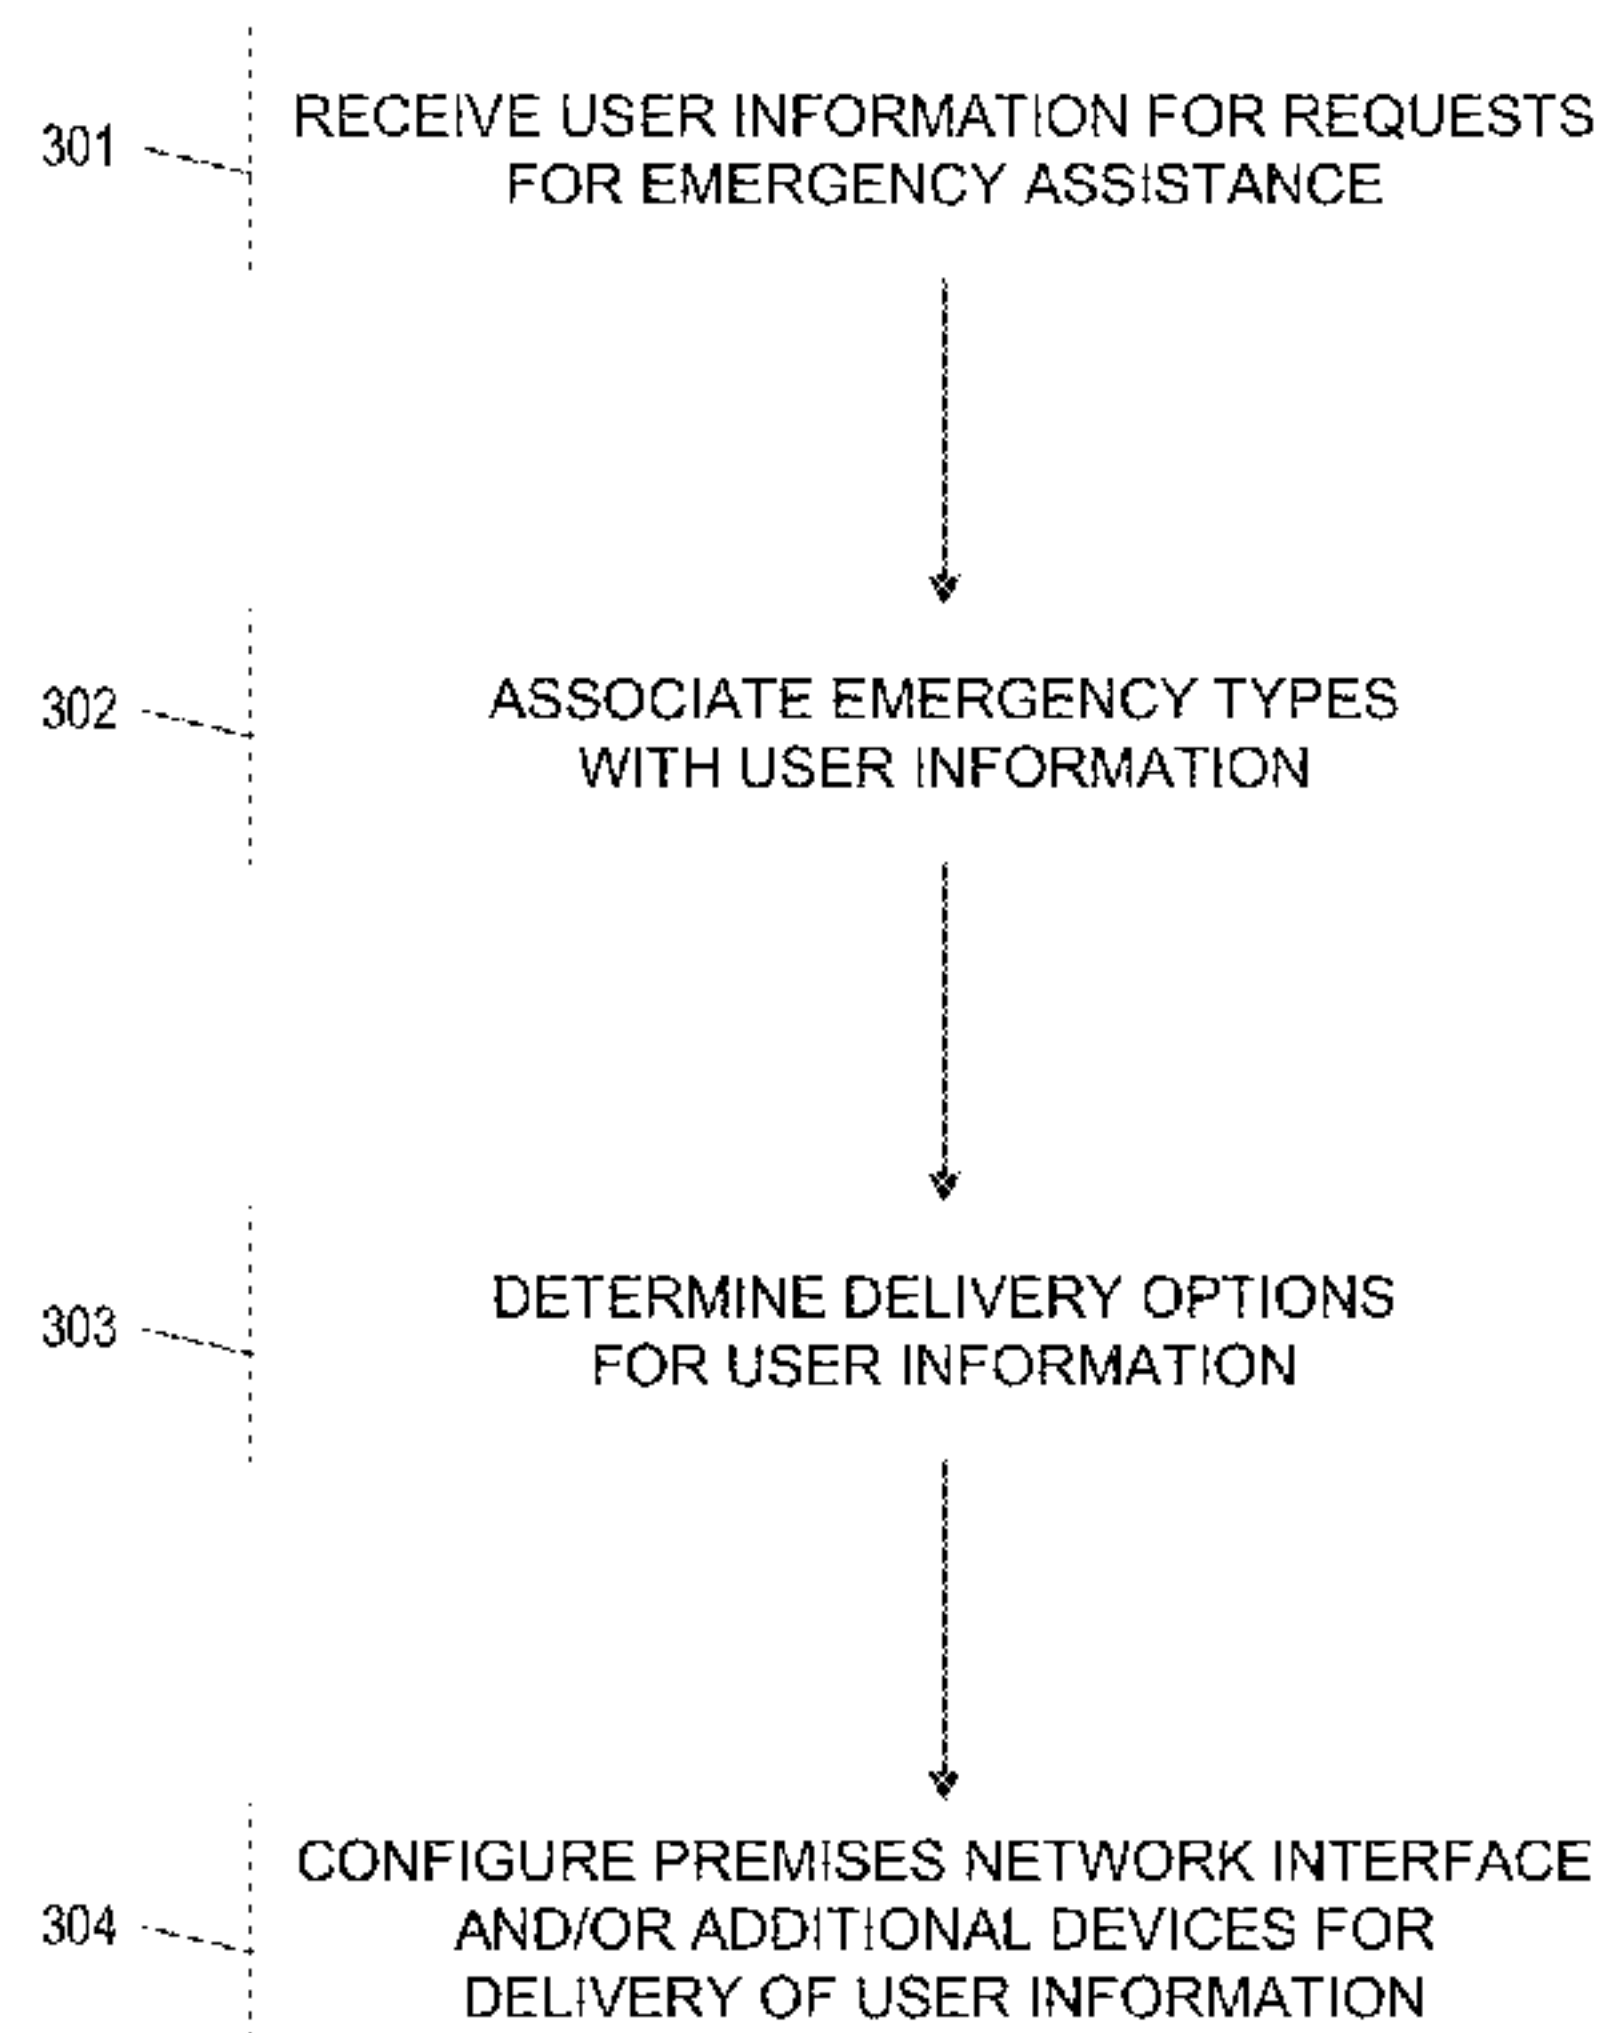 301
RECEIVE USER INFORMATION FOR REQUESTS
FOR EMERGENCY ASSISTANCE
302
ASSOCIATE EMERGENCY TYPES
WITH USER INFORMATION
303
DETERMINE DELIVERY OPTIONS
FOR USER INFORMATION
304
CONFIGURE PREMISES NETWORK INTERFACE
AND/OR ADDITIONAL DEVICES FOR
DELIVERY OF USER INFORMATION